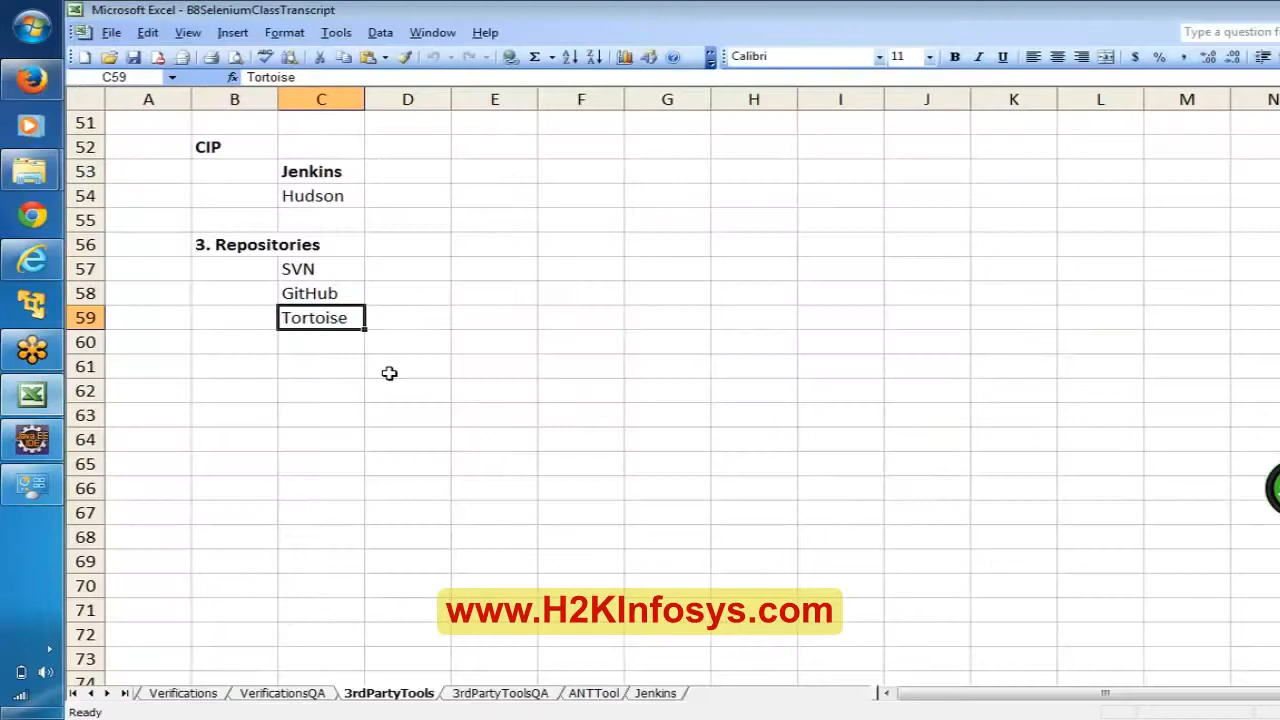 Microsoft Excel - B8SeleniumClassTranscript
File Edit View Insert Format Tools Data Window Help
Type a question f
Calibri 11 B I U $ % ,
C59 fx Tortoise
A B C D E F G H I J K L M N
51
52 CIP
53 Jenkins
54 Hudson
55
56 3. Repositories
57 SVN
58 GitHub
59 Tortoise
60
61
62
63
64
65
66
67
68
69
70
71
72
73
74
www.H2KInfosys.com
Verifications VerificationsQA 3rdPartyTools 3rdPartyToolsQA ANTTool Jenkins
Ready